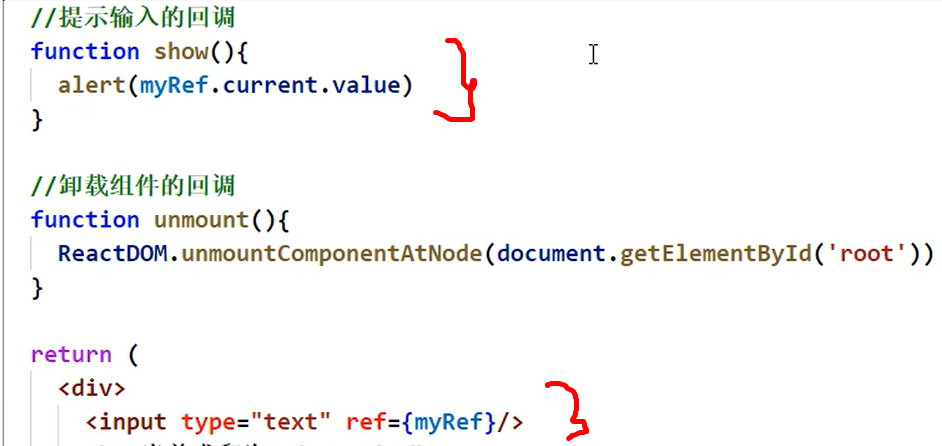 //提示输入的回调
function show(){
alert(myRef.current.value)
}
//卸载组件的回调
function unmount(){
ReactDOM.unmountComponentAtNode(document.getElementById('root'))
}
return (
<div>
<input type="text" ref={myRef}/>